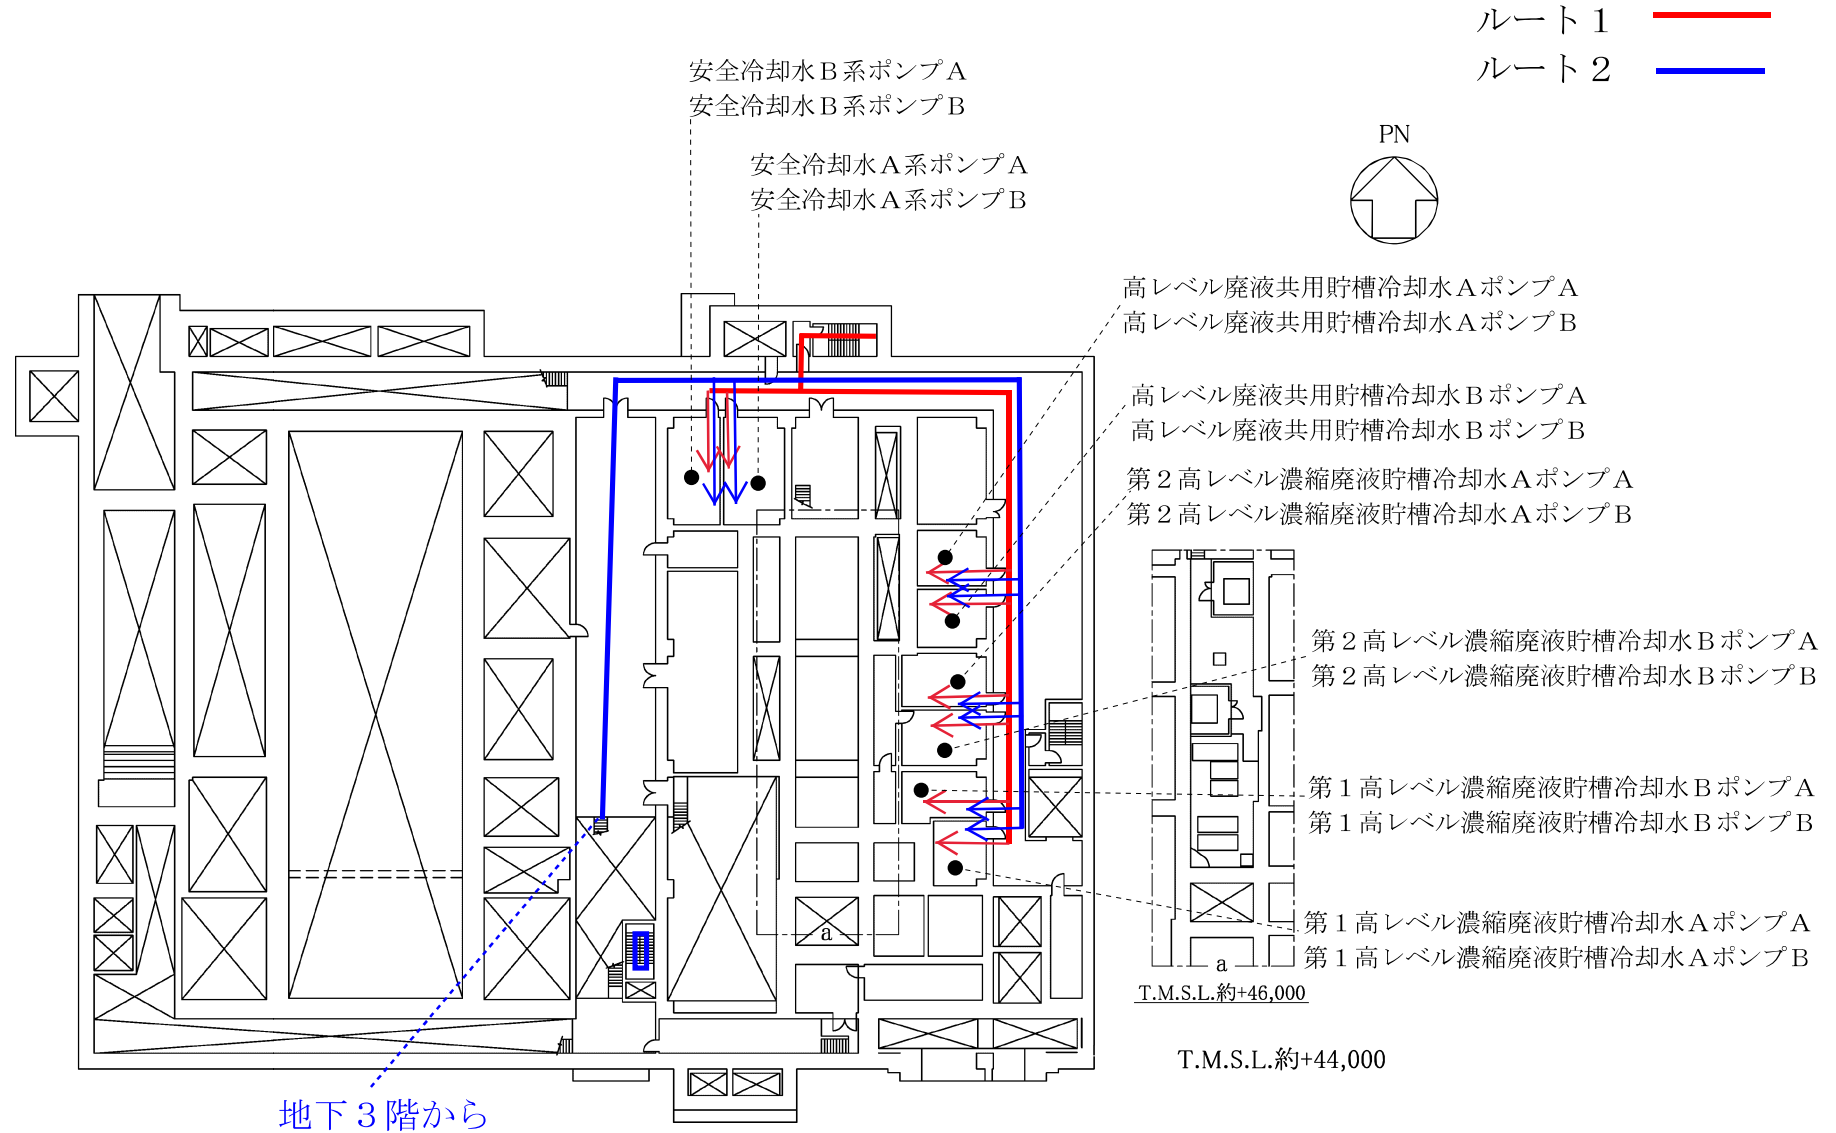 ルート１
ルート２
PN
安全冷却水Ｂ系ポンプＡ
安全冷却水Ｂ系ポンプＢ
安全冷却水Ａ系ポンプＡ
安全冷却水Ａ系ポンプＢ
高レベル廃液共用貯槽冷却水ＡポンプＡ
高レベル廃液共用貯槽冷却水ＡポンプＢ
高レベル廃液共用貯槽冷却水ＢポンプＡ
高レベル廃液共用貯槽冷却水ＢポンプＢ
第２高レベル濃縮廃液貯槽冷却水ＡポンプＡ
第２高レベル濃縮廃液貯槽冷却水ＡポンプＢ
第２高レベル濃縮廃液貯槽冷却水ＢポンプＡ
第２高レベル濃縮廃液貯槽冷却水ＢポンプＢ
第１高レベル濃縮廃液貯槽冷却水ＢポンプＡ
第１高レベル濃縮廃液貯槽冷却水ＢポンプＢ
第１高レベル濃縮廃液貯槽冷却水ＡポンプＡ
第１高レベル濃縮廃液貯槽冷却水ＡポンプＢ
a
a
T.M.S.L.約+46,000
T.M.S.L.約+44,000
地下３階から